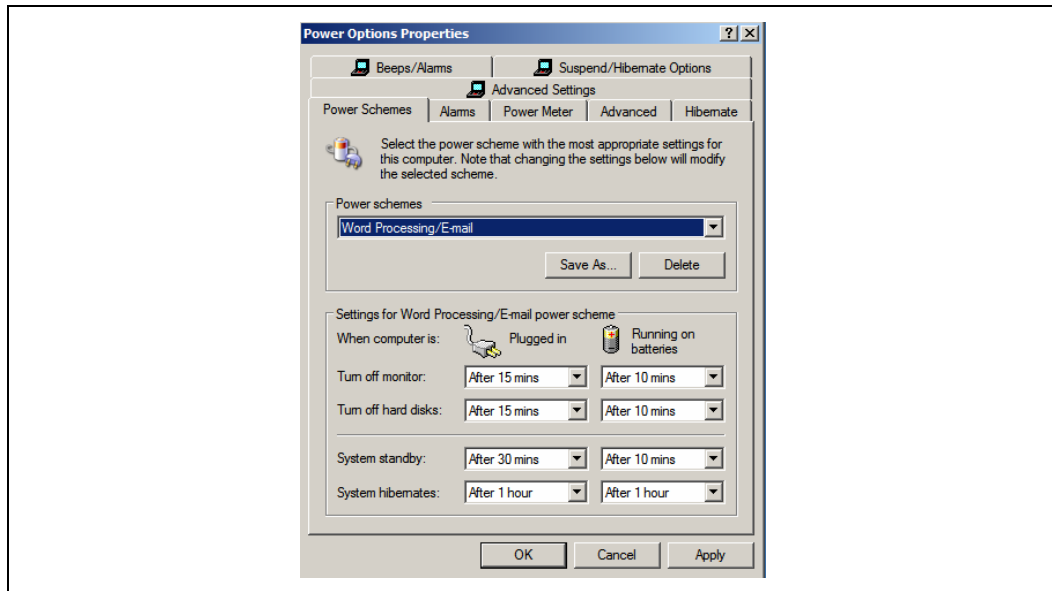 Power Options Properties
Beeps/Alarms Suspend/Hibernate Options
Advanced Settings
Power Schemes Alarms Power Meter Advanced Hibernate
Select the power scheme with the most appropriate settings for
this computer. Note that changing the settings below will modify
the selected scheme.
Power schemes
Word Processing/E-mail
Save As... Delete
Settings for Word Processing/E-mail power scheme
When computer is: Plugged in Running on
batteries
Turn off monitor: After 15 mins After 10 mins
Turn off hard disks: After 15 mins After 10 mins
System standby: After 30 mins After 10 mins
System hibernates: After 1 hour After 1 hour
OK Cancel Apply